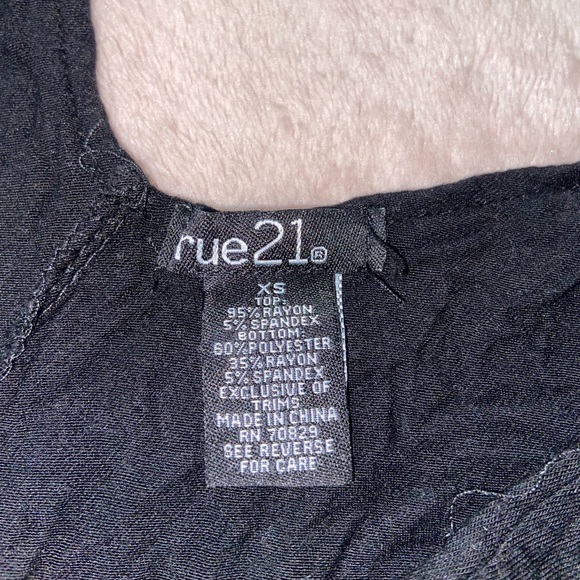 rue21®
XS
TOP:
95% RAYON
5% SPANDEX
BOTTOM:
60% POLYESTER
35% RAYON
5% SPANDEX
EXCLUSIVE OF
TRIMS
MADE IN CHINA
RN 70829
SEE REVERSE
FOR CARE